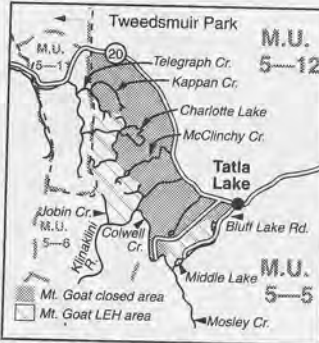 Tweedsmuir Park
M.U.
5–1
20
M.U.
5–12
Telegraph Cr.
Kappan Cr.
Charlotte Lake
McClinchy Cr.
Tatla
Lake
Jobin Cr.
M.U.
5–6
Klinaklini
R.
Colwell
Cr.
Bluff Lake Rd.
Middle Lake
M.U.
5–5
Mt. Goat closed area
Mt. Goat LEH area
Mosley Cr.